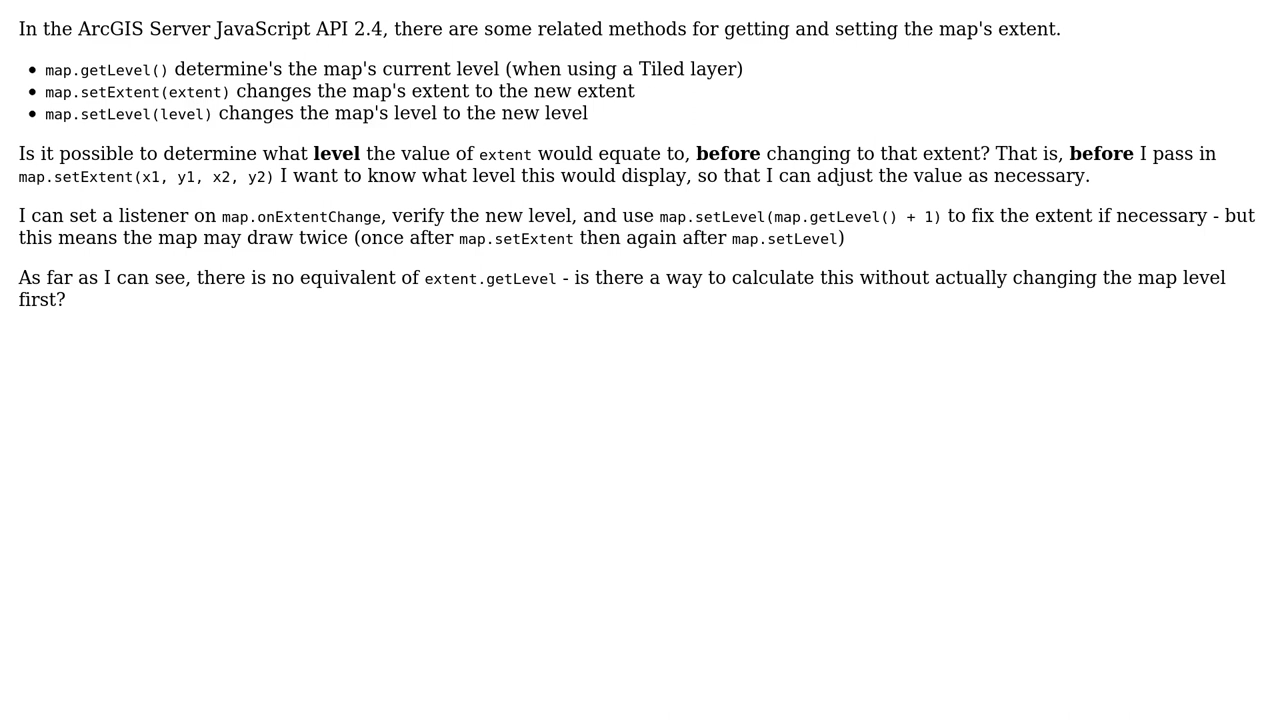 In the ArcGIS Server JavaScript API 2.4, there are some related methods for getting and setting the map's extent.
• map.getLevel() determine's the map's current level (when using a Tiled layer)
• map.setExtent(extent) changes the map's extent to the new extent
• map.setLevel(level) changes the map's level to the new level
Is it possible to determine what level the value of extent would equate to, before changing to that extent? That is, before I pass in
map.setExtent(x1, y1, x2, y2) I want to know what level this would display, so that I can adjust the value as necessary.
I can set a listener on map.onExtentChange, verify the new level, and use map.setLevel(map.getLevel() + 1) to fix the extent if necessary - but
this means the map may draw twice (once after map.setExtent then again after map.setLevel)
As far as I can see, there is no equivalent of extent.getLevel - is there a way to calculate this without actually changing the map level
first?